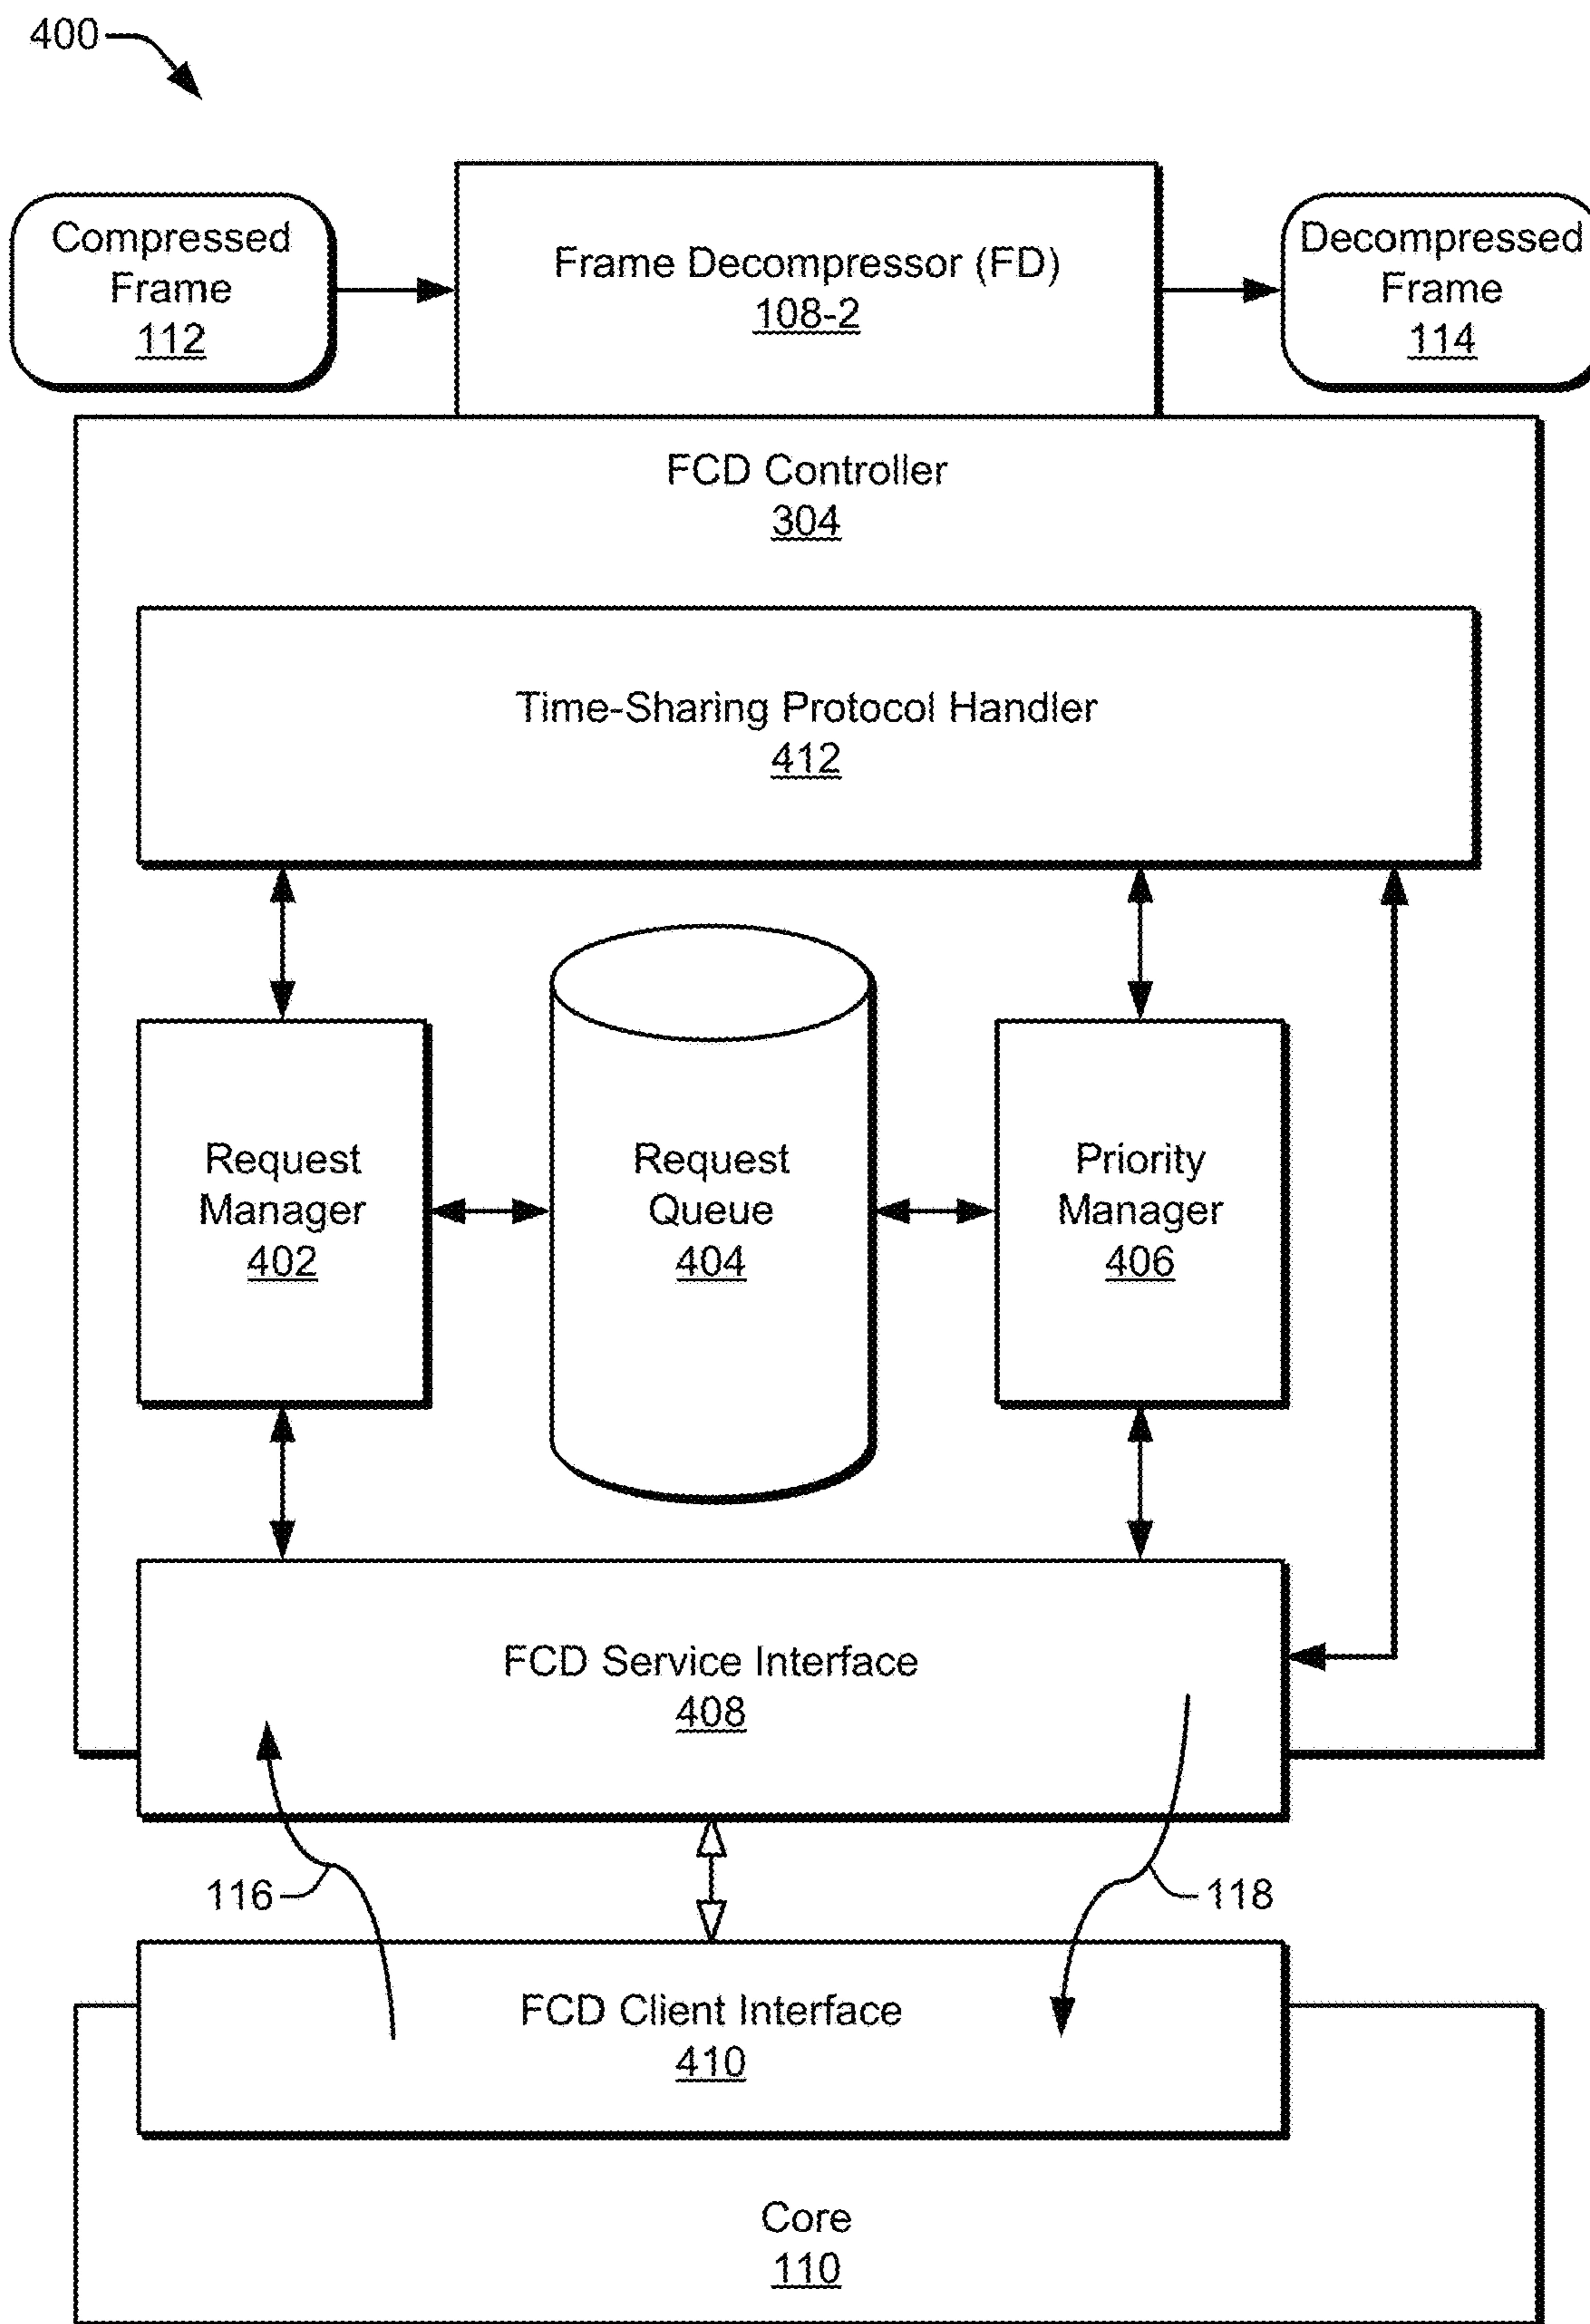 400
Compressed
Frame
112
Frame Decompressor (FD)
108-2
Decompressed
Frame
114
FCD Controller
304
Time-Sharing Protocol Handler
412
Request
Manager
402
Request
Queue
404
Priority
Manager
406
FCD Service Interface
408
116
118
FCD Client Interface
410
Core
110